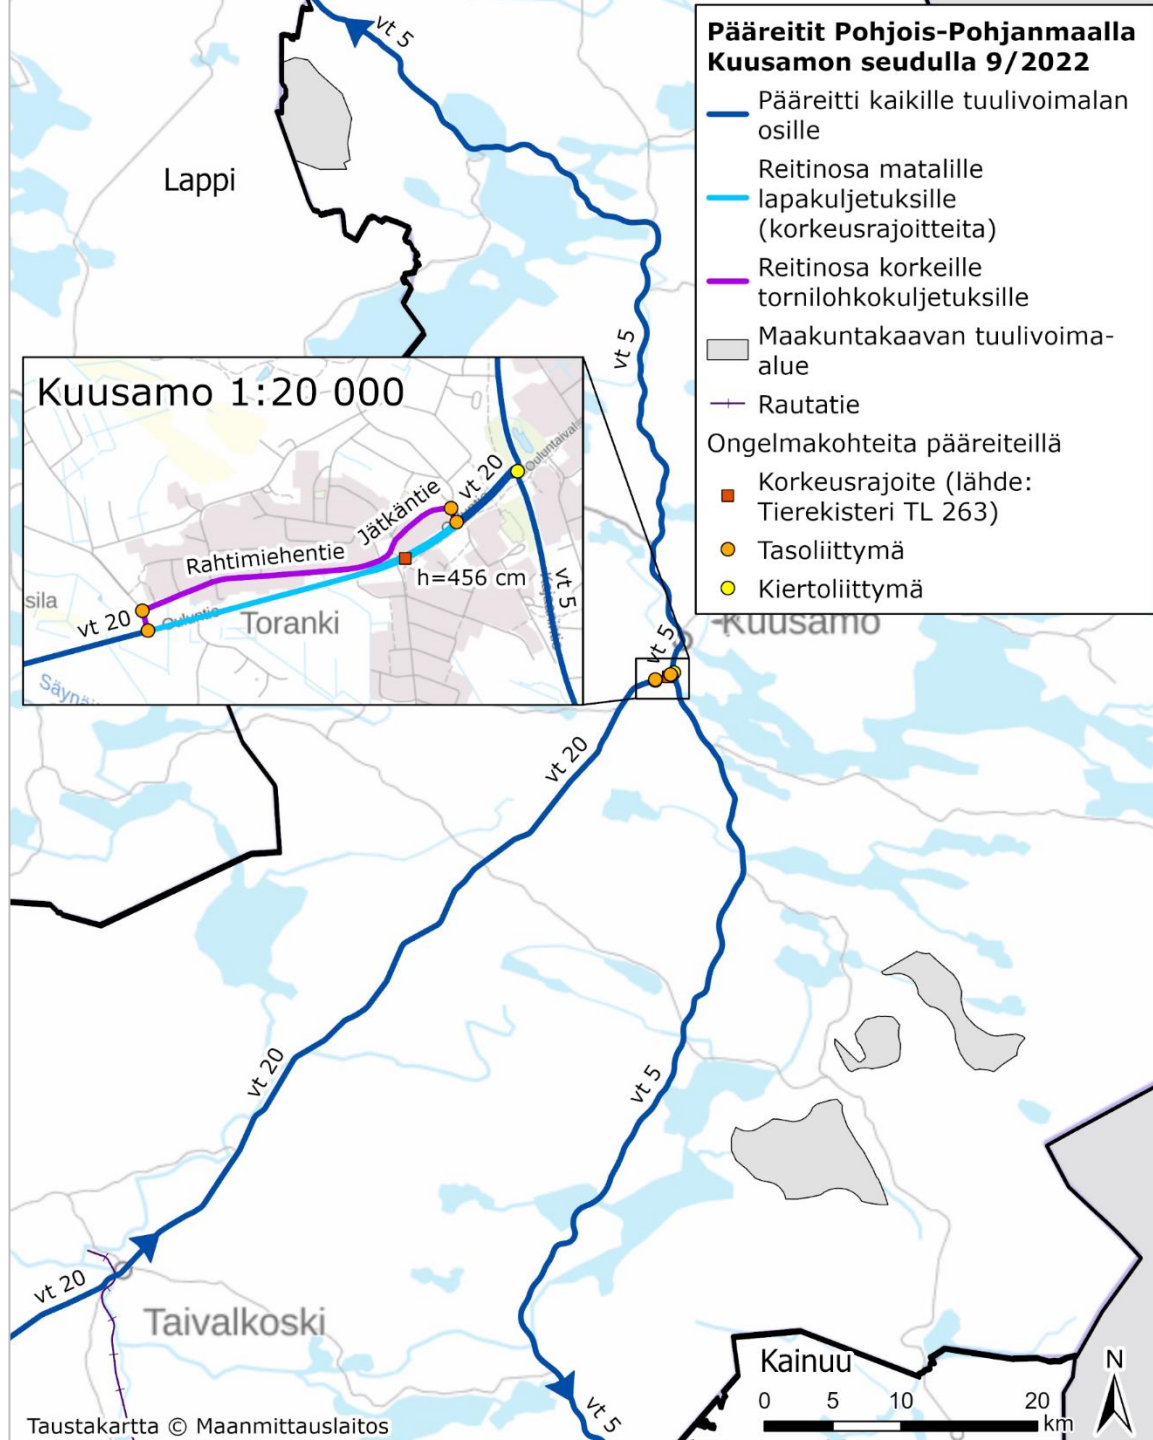 vt 5
Pääreitit Pohjois-Pohjanmaalla
Kuusamon seudulla 9/2022
Pääreitti kaikille tuulivoimalan
osille
Reitinosa matalille
lapakuljetuksille
(korkeusrajoitteita)
Reitinosa korkeille
tornilohkokuljetuksille
Maakuntakaavan tuulivoima-
alue
Rautatie
Ongelmakohteita pääreiteillä
Korkeusrajoite (lähde:
Tierekisteri TL 263)
Tasoliittymä
Kiertoliittymä
Lappi
vt 5
Kuusamo 1:20 000
vt 20
Jätkäntie
Rahtimiehentie
h=456 cm
vt 5
sila
vt 20
Ouluntie
Toranki
Kuusamo
vt 5
vt 20
vt 20
vt 5
vt 20
Taivalkoski
Kainuu
vt 5
N
0 5 10 20
km
Taustakartta © Maanmittauslaitos